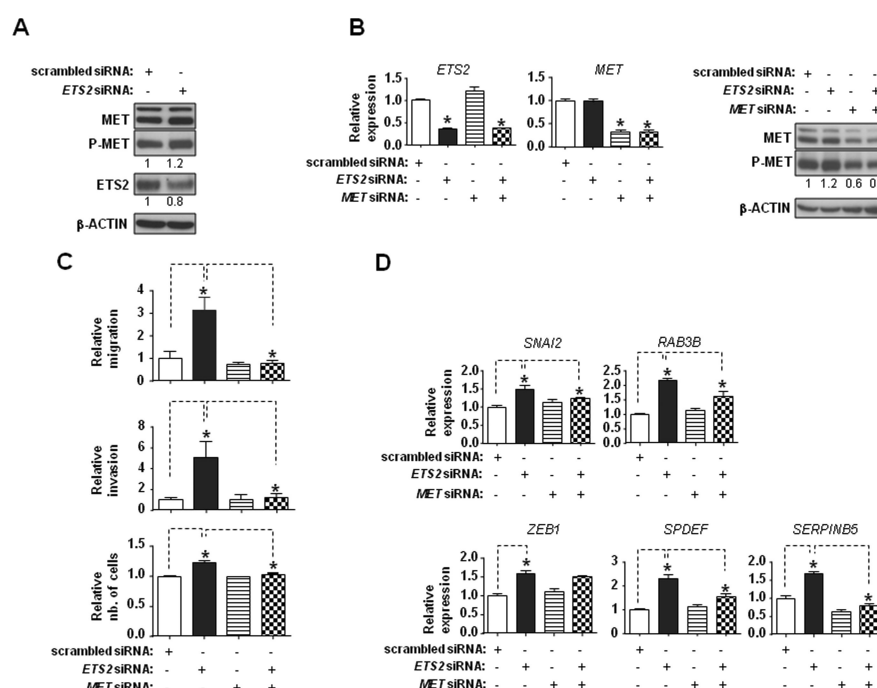 A
scrambled siRNA: + -
ETS2 siRNA: - +
MET
P-MET
1 1.2
ETS2
1 0.8
β-ACTIN
B
ETS2
MET
Relative expression
1.5
1.0
0.5
0.0
1.5
1.0
0.5
0.0
* *
* *
scrambled siRNA: + - - - + - - -
ETS2 siRNA: - + - + - + - +
MET siRNA: - - + + - - + +
scrambled siRNA: + - -
ETS2 siRNA: - + - +
MET siRNA: - - + +
MET
P-MET
1 1.2 0.6
β-ACTIN
C
Relative migration
4
3
2
1
0
* *
Relative invasion
8
6
4
2
0
* *
Relative nb. of cells
1.5
1.0
0.5
0.0
* *
scrambled siRNA: + - - -
ETS2 siRNA: - + - +
MET siRNA: - - + +
D
SNAI2
RAB3B
Relative expression
2.0
1.5
1.0
0.5
0.0
* *
2.5
2.0
1.5
1.0
0.5
0.0
* *
scrambled siRNA: + - - - + - - -
ETS2 siRNA: - + - + - + - +
MET siRNA: - - + + - - + +
ZEB1
SPDEF
SERPINB5
Relative expression
2.0
1.5
1.0
0.5
0.0
*
3
2
1
0
* *
2.0
1.5
1.0
0.5
0.0
* *
scrambled siRNA: + - - - + - - - + - - -
ETS2 siRNA: - + - + - + - + - + - +
MET siRNA: - - + + - - + + - - + +